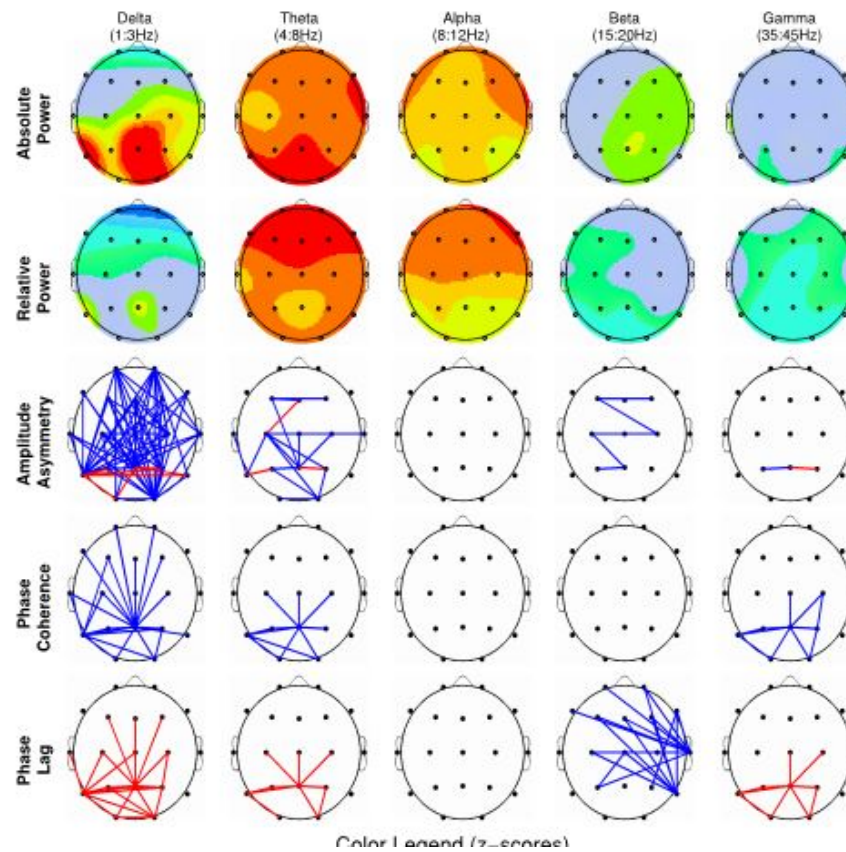 Delta Theta Alpha Beta Gamma
(1:3Hz) (4:8Hz) (8:12Hz) (15:20Hz) (35:45Hz)
Absolute
Power
Relative
Power
Amplitude
Asymmetry
Phase
Coherence
Phase
Lag
Color Legend (z-scores)